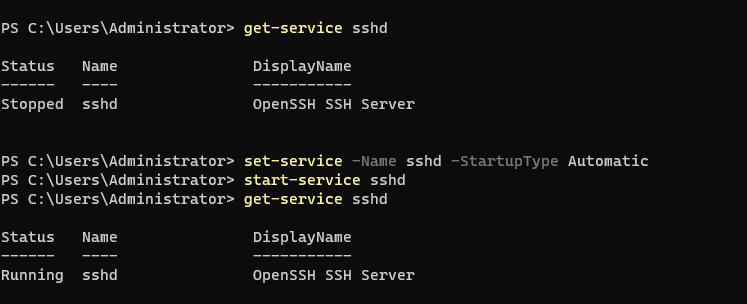 PS C:\Users\Administrator> get-service sshd
Status   Name               DisplayName
------   ----               -----------
Stopped  sshd               OpenSSH SSH Server
PS C:\Users\Administrator> set-service -Name sshd -StartupType Automatic
PS C:\Users\Administrator> start-service sshd
PS C:\Users\Administrator> get-service sshd
Status   Name               DisplayName
------   ----               -----------
Running  sshd               OpenSSH SSH Server